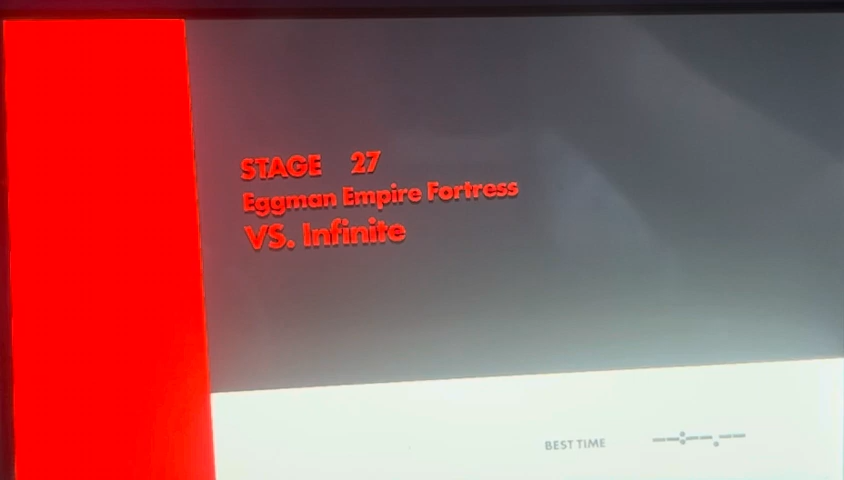 STAGE 27
Eggman Empire Fortress
VS. Infinite
BEST TIME --:--.--